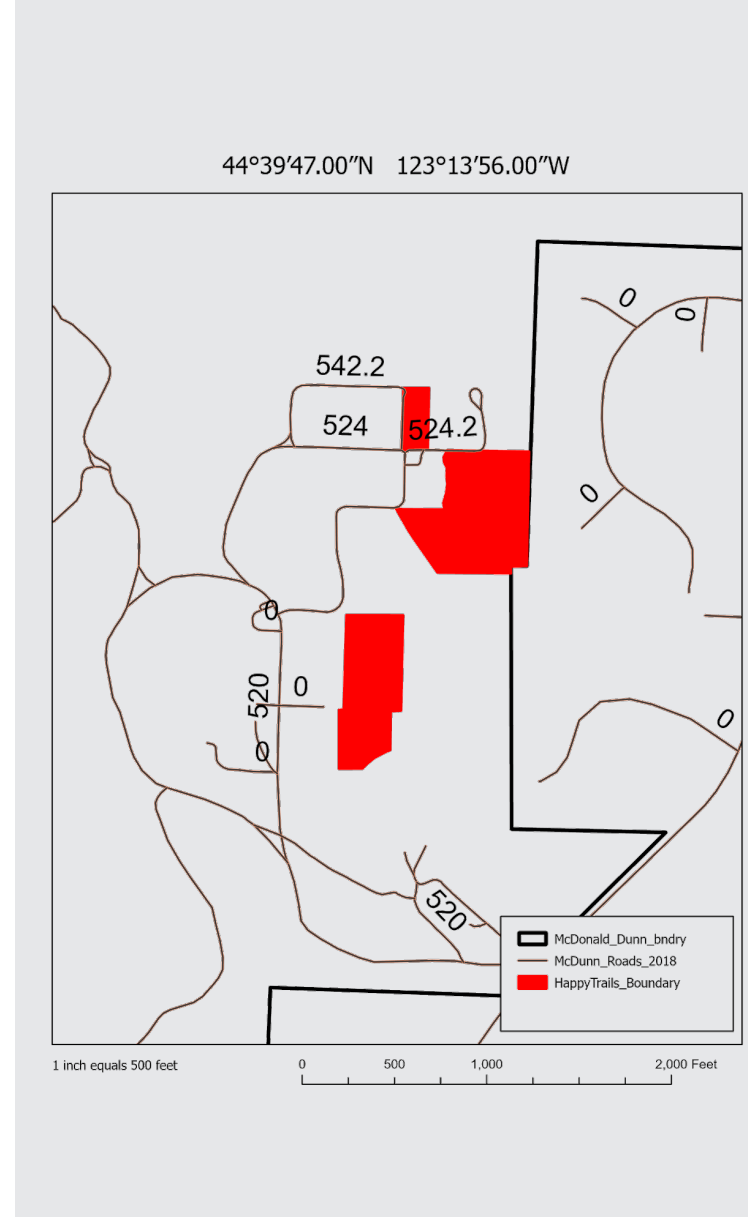 44°39'47.00"N 123°13'56.00"W
0
0
542.2
524
524.2
0
0
0
520
0
0
520
McDonald_Dunn_bndry
McDunn_Roads_2018
HappyTrails_Boundary
1 inch equals 500 feet
0 500 1,000 2,000 Feet